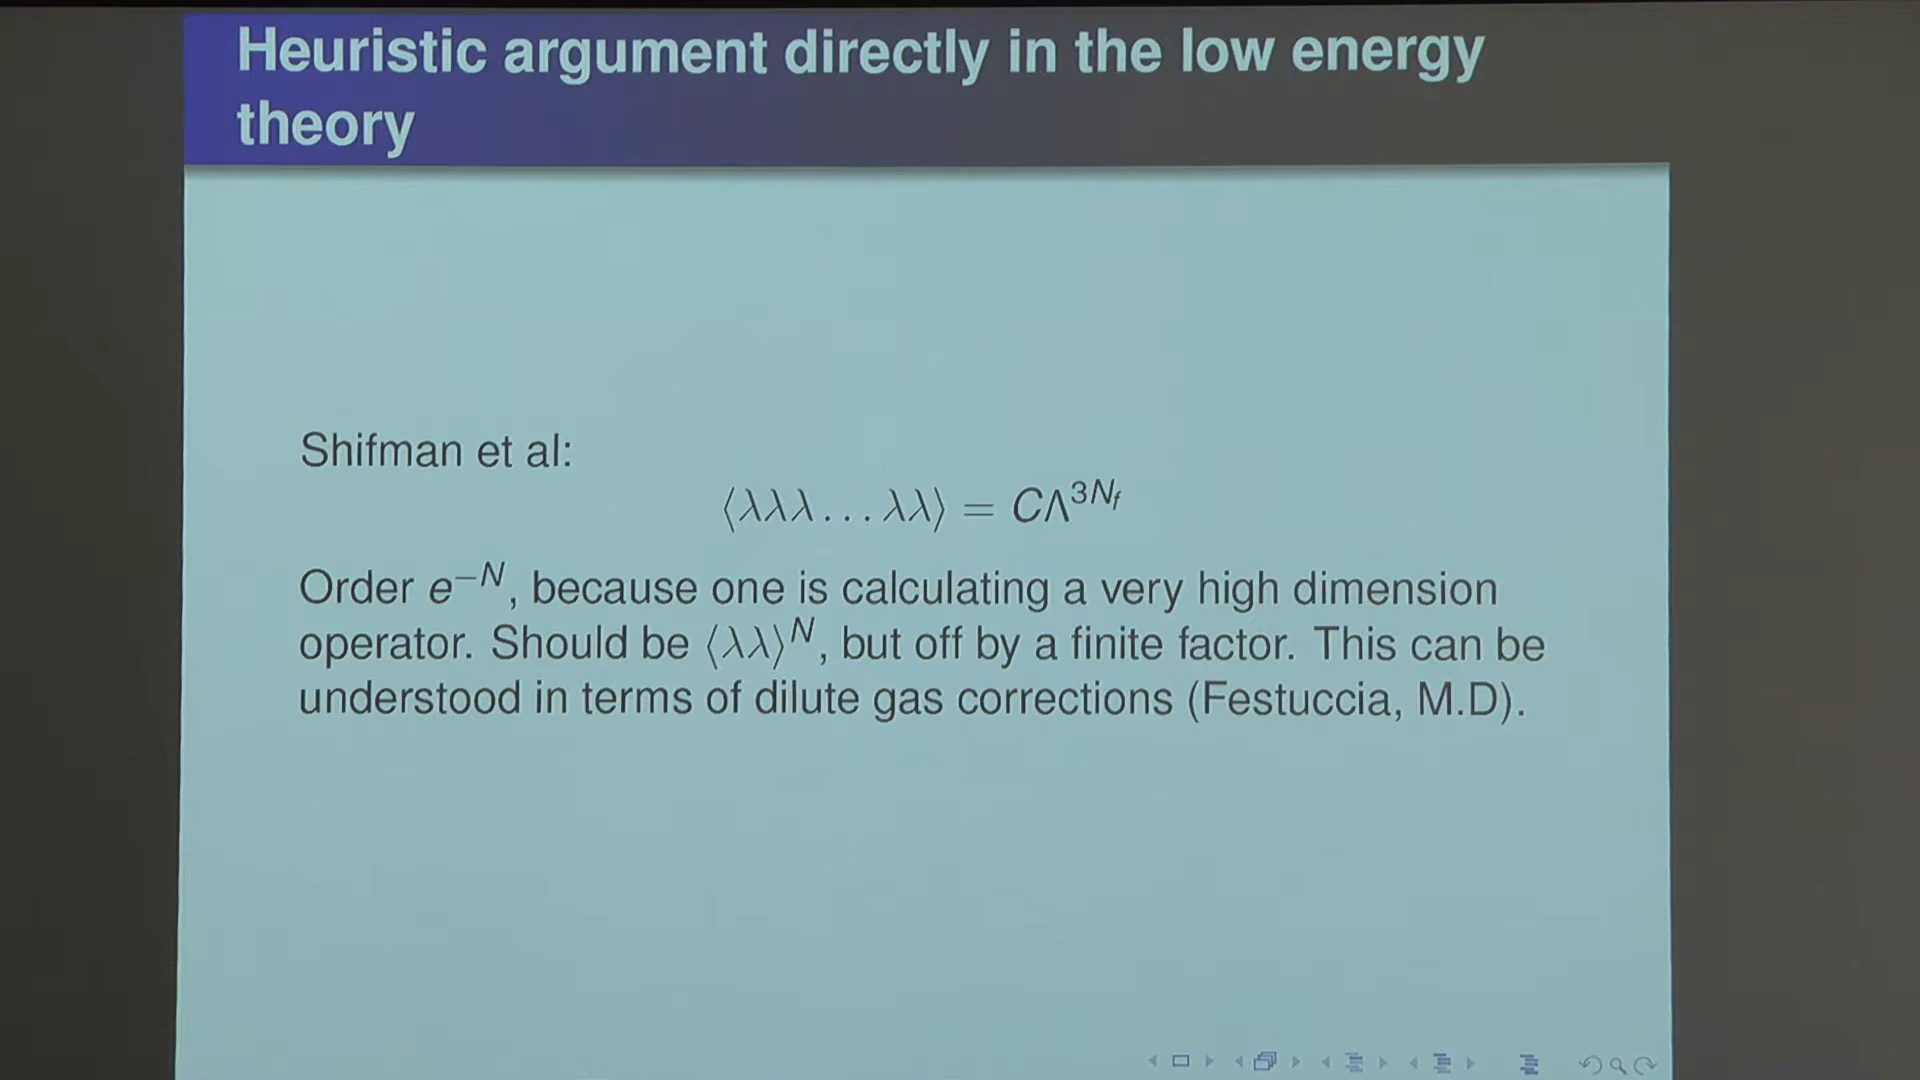 Heuristic argument directly in the low energy
theory
Shifman et al:
⟨λλλ...λλ⟩ = CΛ^{3N_f}
Order e^{−N}, because one is calculating a very high dimension
operator. Should be ⟨λλ⟩^N, but off by a finite factor. This can be
understood in terms of dilute gas corrections (Festuccia, M.D).